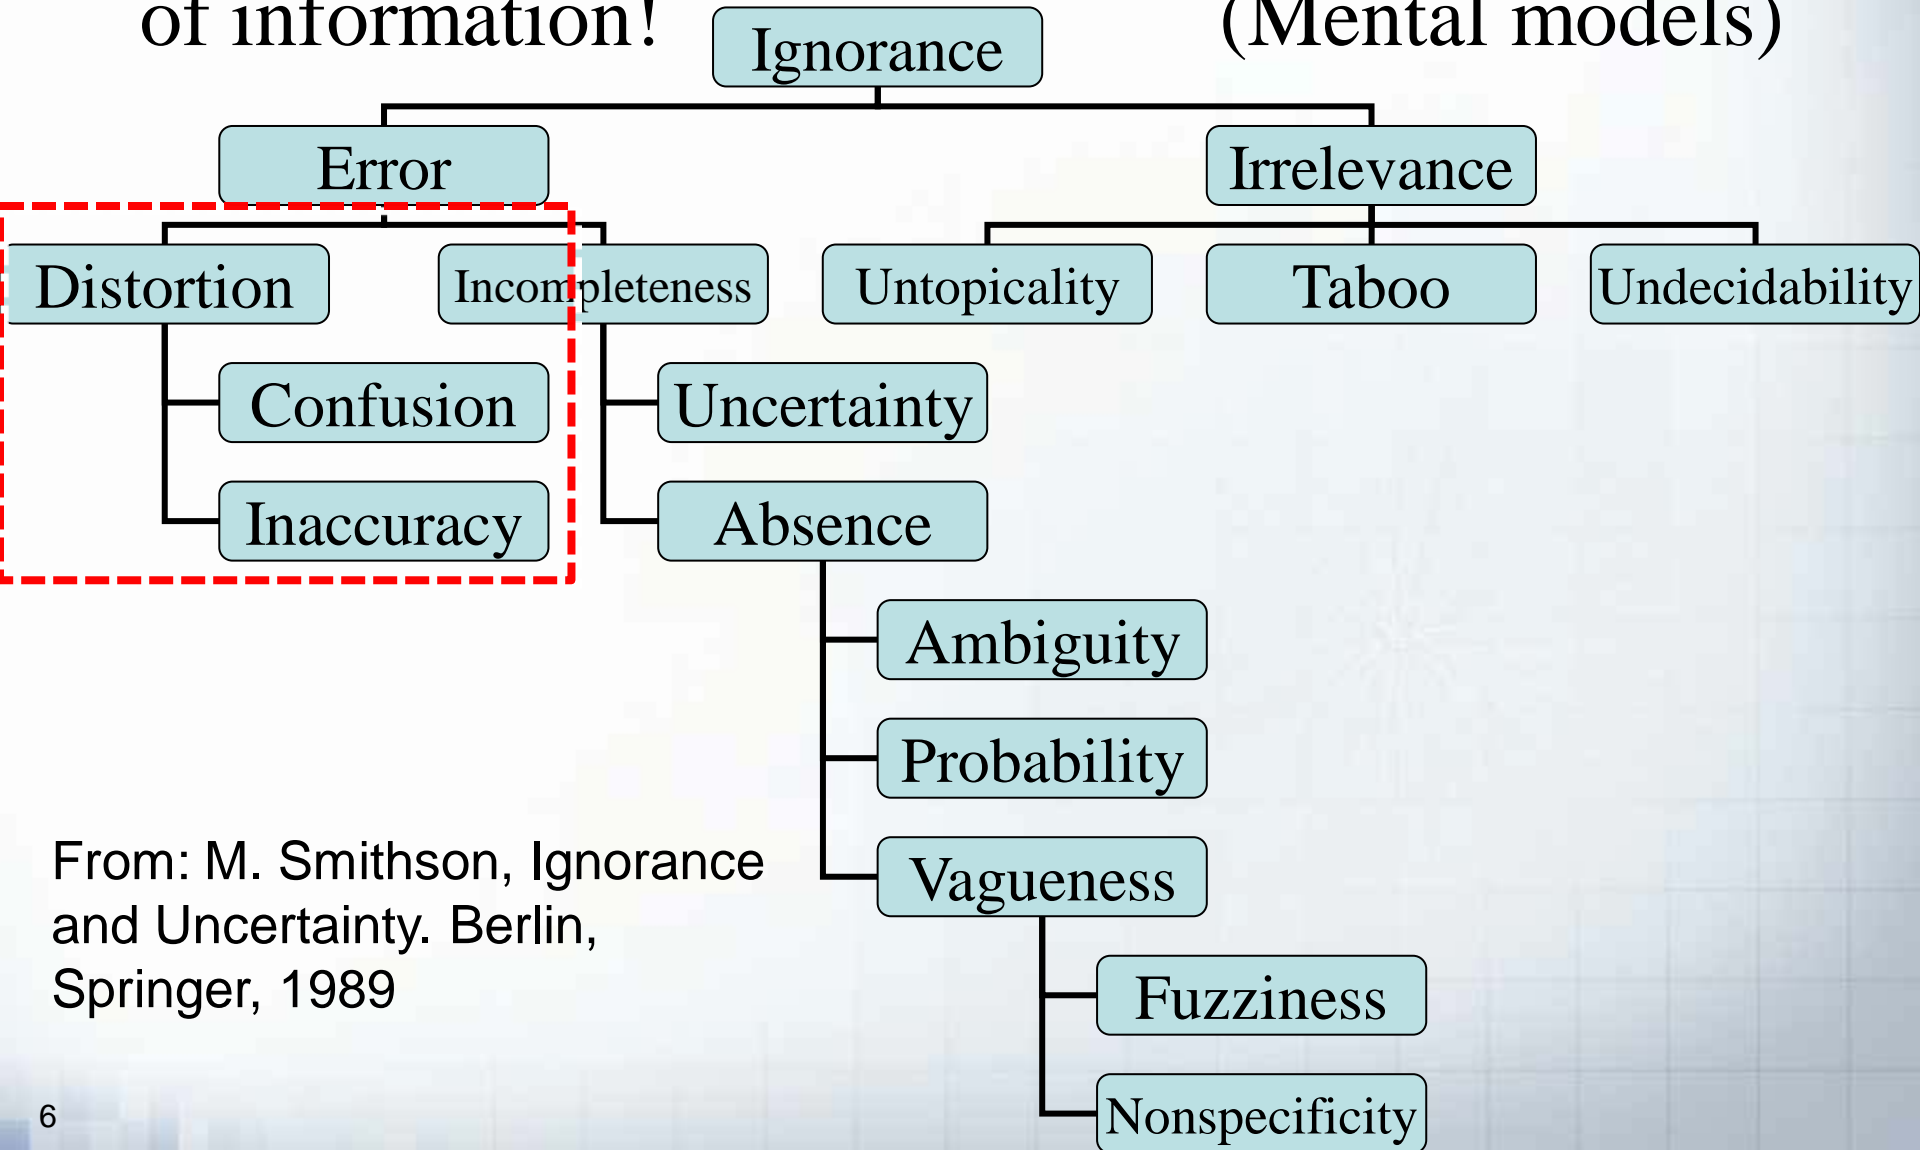 of information!
(Mental models)
Ignorance
Error
Irrelevance
Distortion
Incompleteness
Untopicality
Taboo
Undecidability
Confusion
Uncertainty
Inaccuracy
Absence
Ambiguity
Probability
Vagueness
Fuzziness
Nonspecificity
From: M. Smithson, Ignorance
and Uncertainty. Berlin,
Springer, 1989
6